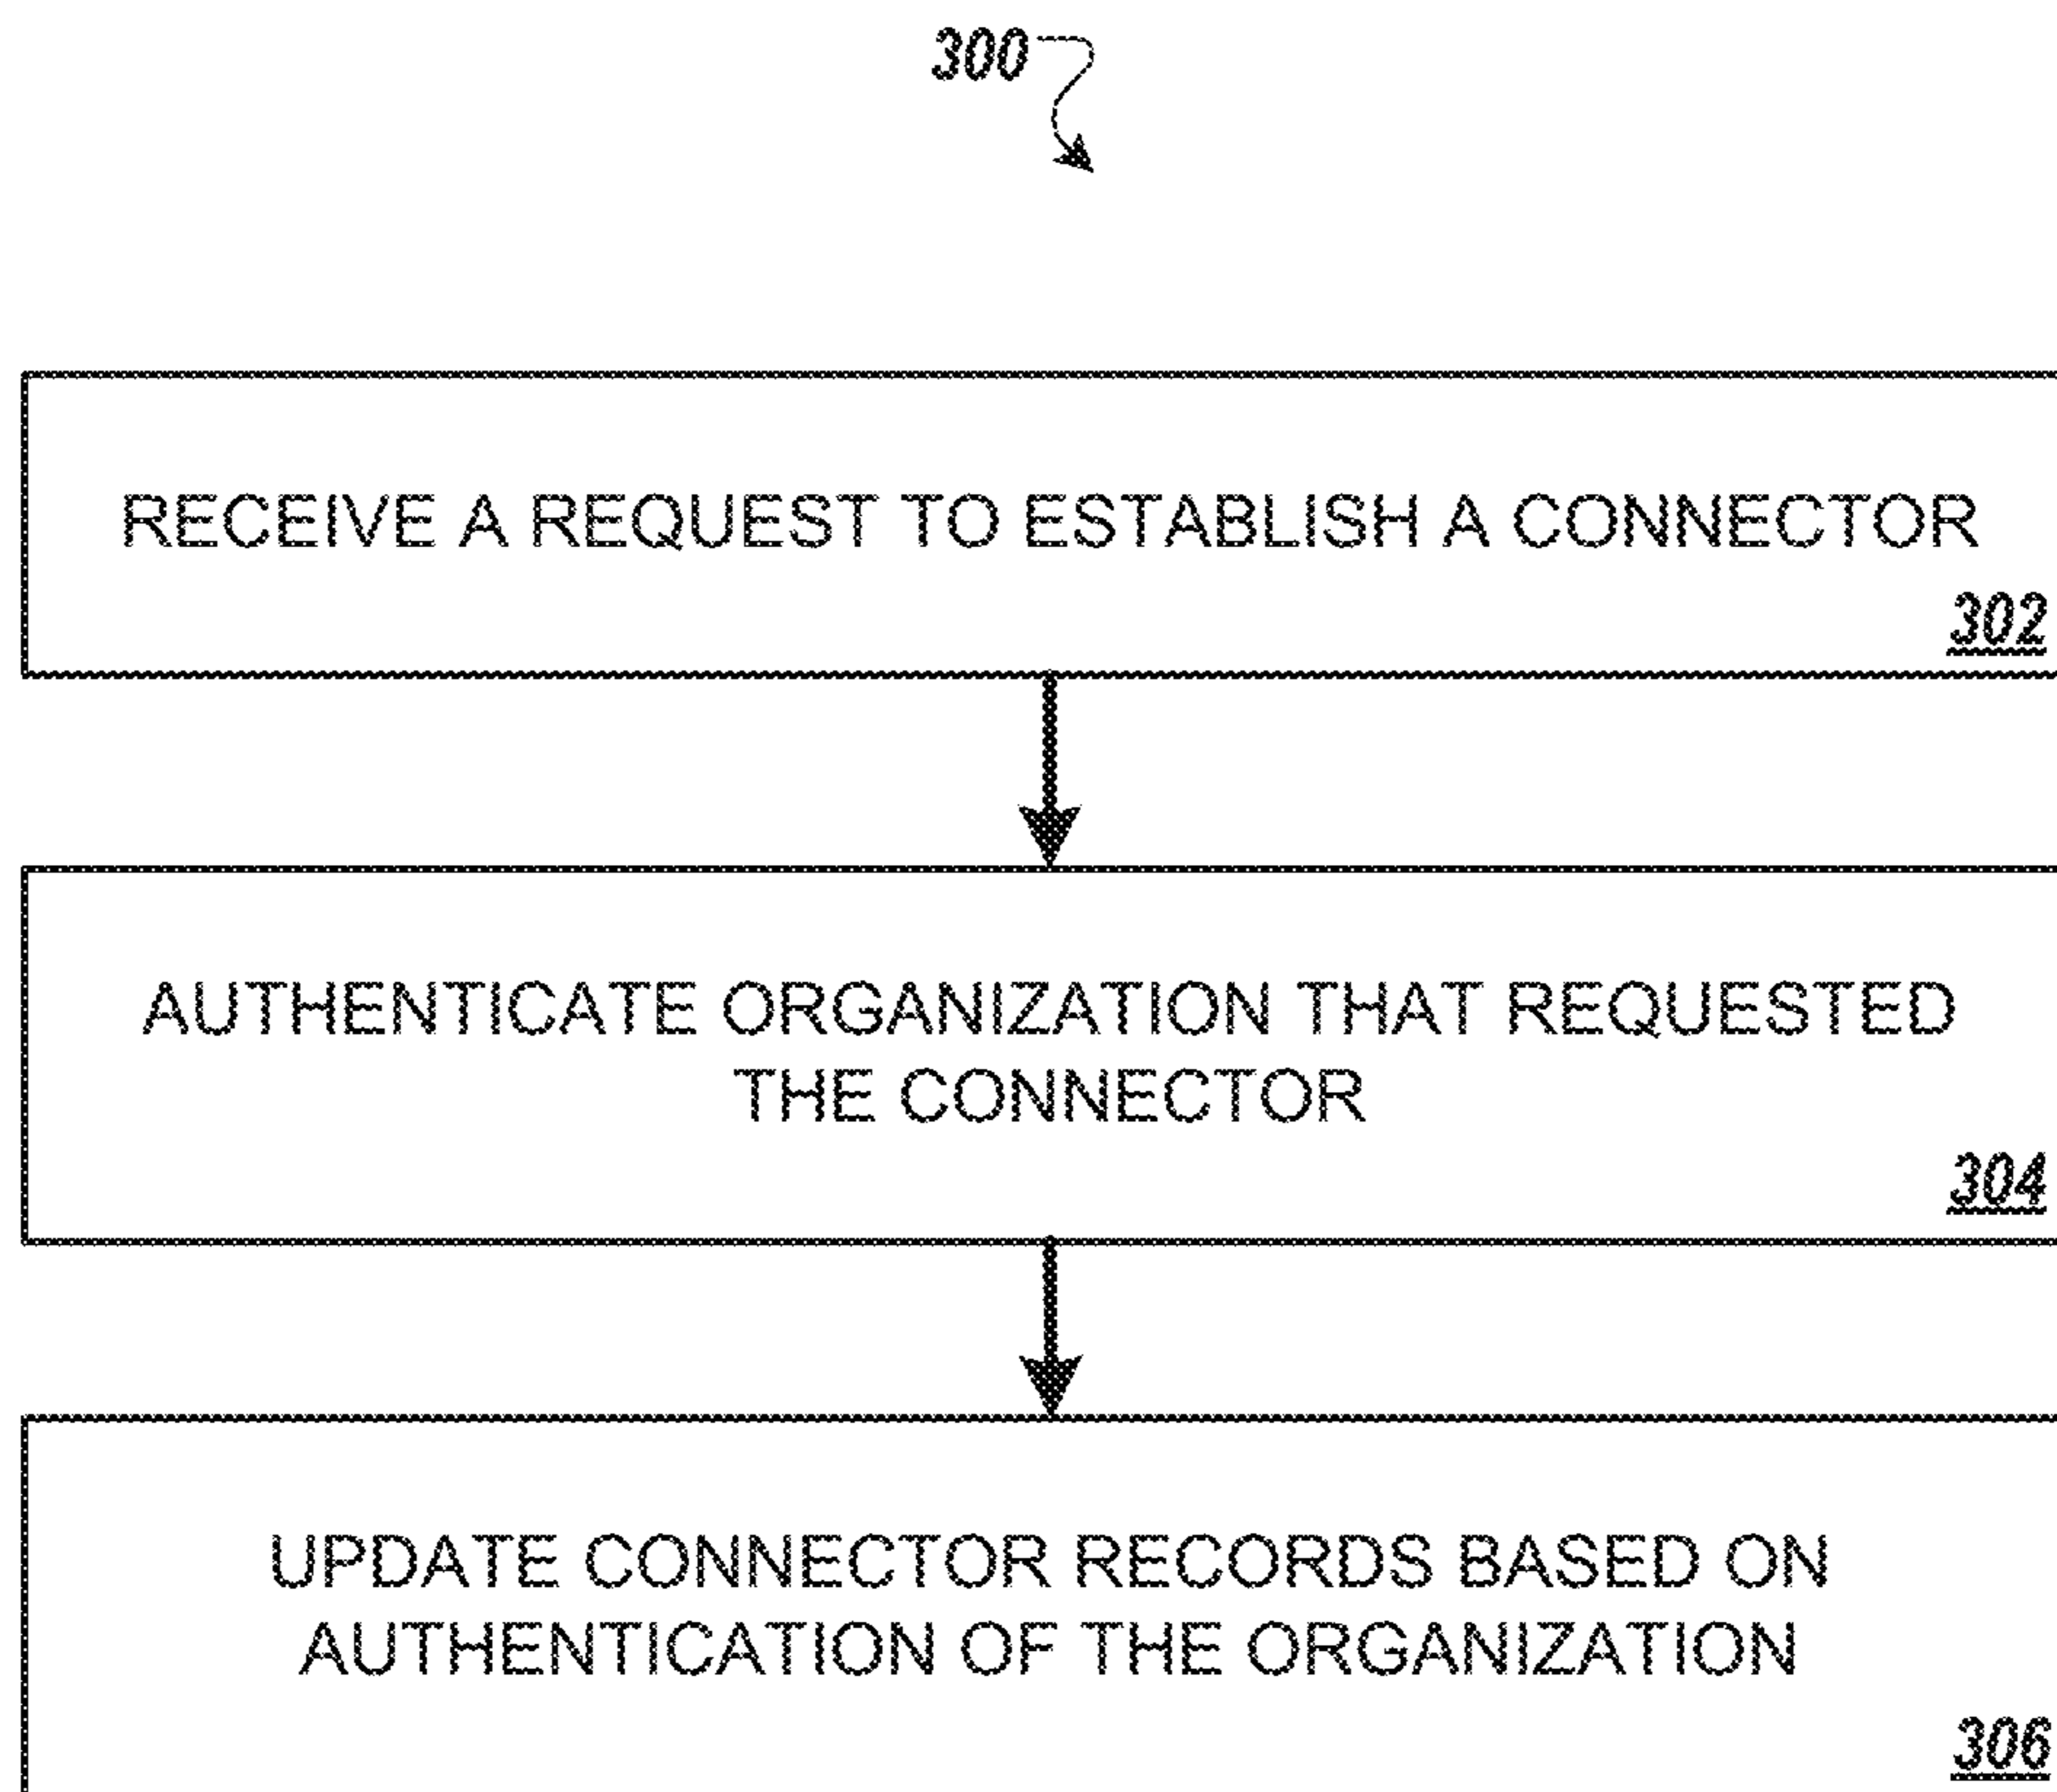 300
RECEIVE A REQUEST TO ESTABLISH A CONNECTOR
302
AUTHENTICATE ORGANIZATION THAT REQUESTED
THE CONNECTOR
304
UPDATE CONNECTOR RECORDS BASED ON
AUTHENTICATION OF THE ORGANIZATION
306